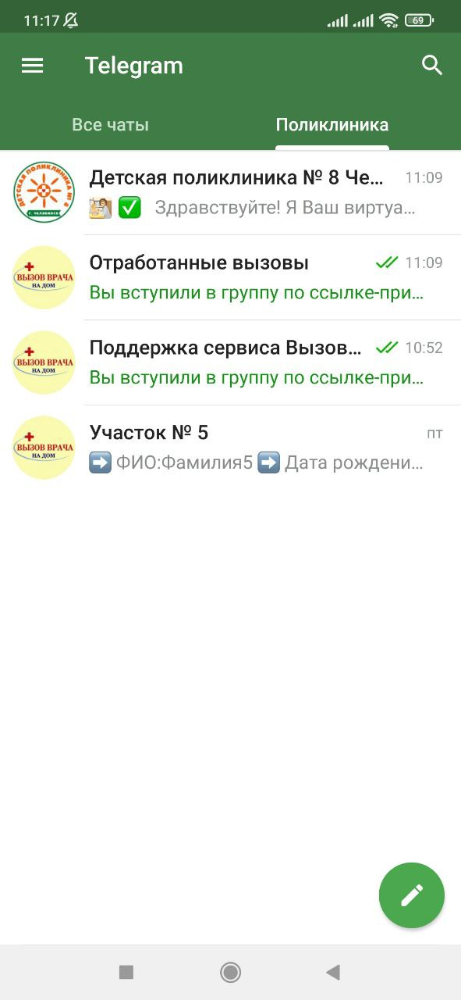 11:17
69
Telegram
Все чаты
Поликлиника
ДЕТСКАЯ ПОЛИКЛИНИКА № 8
Г. ЧЕЛЯБИНСК
Детская поликлиника № 8 Че...
11:09
Здравствуйте! Я Ваш виртуа...
ВЫЗОВ ВРАЧА
НА ДОМ
Отработанные вызовы
11:09
Вы вступили в группу по ссылке-при...
ВЫЗОВ ВРАЧА
НА ДОМ
Поддержка сервиса Вызов...
10:52
Вы вступили в группу по ссылке-при...
ВЫЗОВ ВРАЧА
НА ДОМ
Участок № 5
пт
➡️ ФИО:Фамилия5 ➡️ Дата рождени...